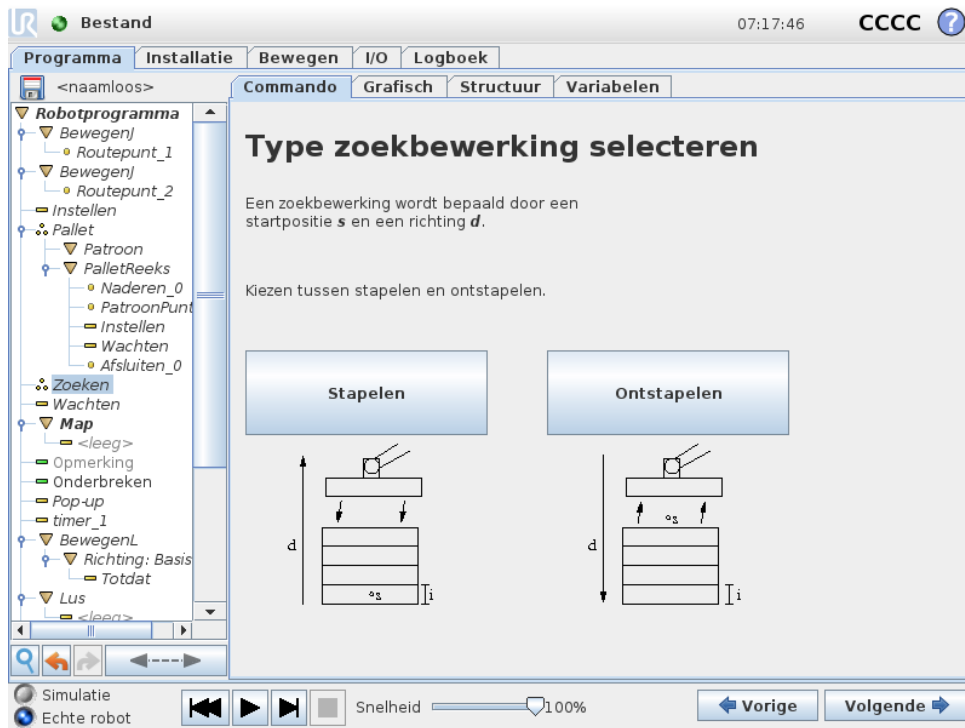 UR Bestand 07:17:46 CCCC ?
Programma Installatie Bewegen I/O Logboek
<naamloos>
Commando Grafisch Structuur Variabelen
Robotprogramma
BewegenJ
Routepunt_1
BewegenJ
Routepunt_2
Instellen
Pallet
Patroon
PalletReeks
Naderen_0
PatroonPunt
Instellen
Wachten
Afsluiten_0
Zoeken
Wachten
Map
<leeg>
Opmerking
Onderbreken
Pop-up
timer_1
BewegenL
Richting: Basis
Totdat
Lus
<leeg>
Type zoekbewerking selecteren
Een zoekbewerking wordt bepaald door een
startpositie s en een richting d.
Kiezen tussen stapelen en ontstapelen.
Stapelen Ontstapelen
d s i
d s i
Simulatie
Echte robot
Snelheid 100%
Vorige Volgende